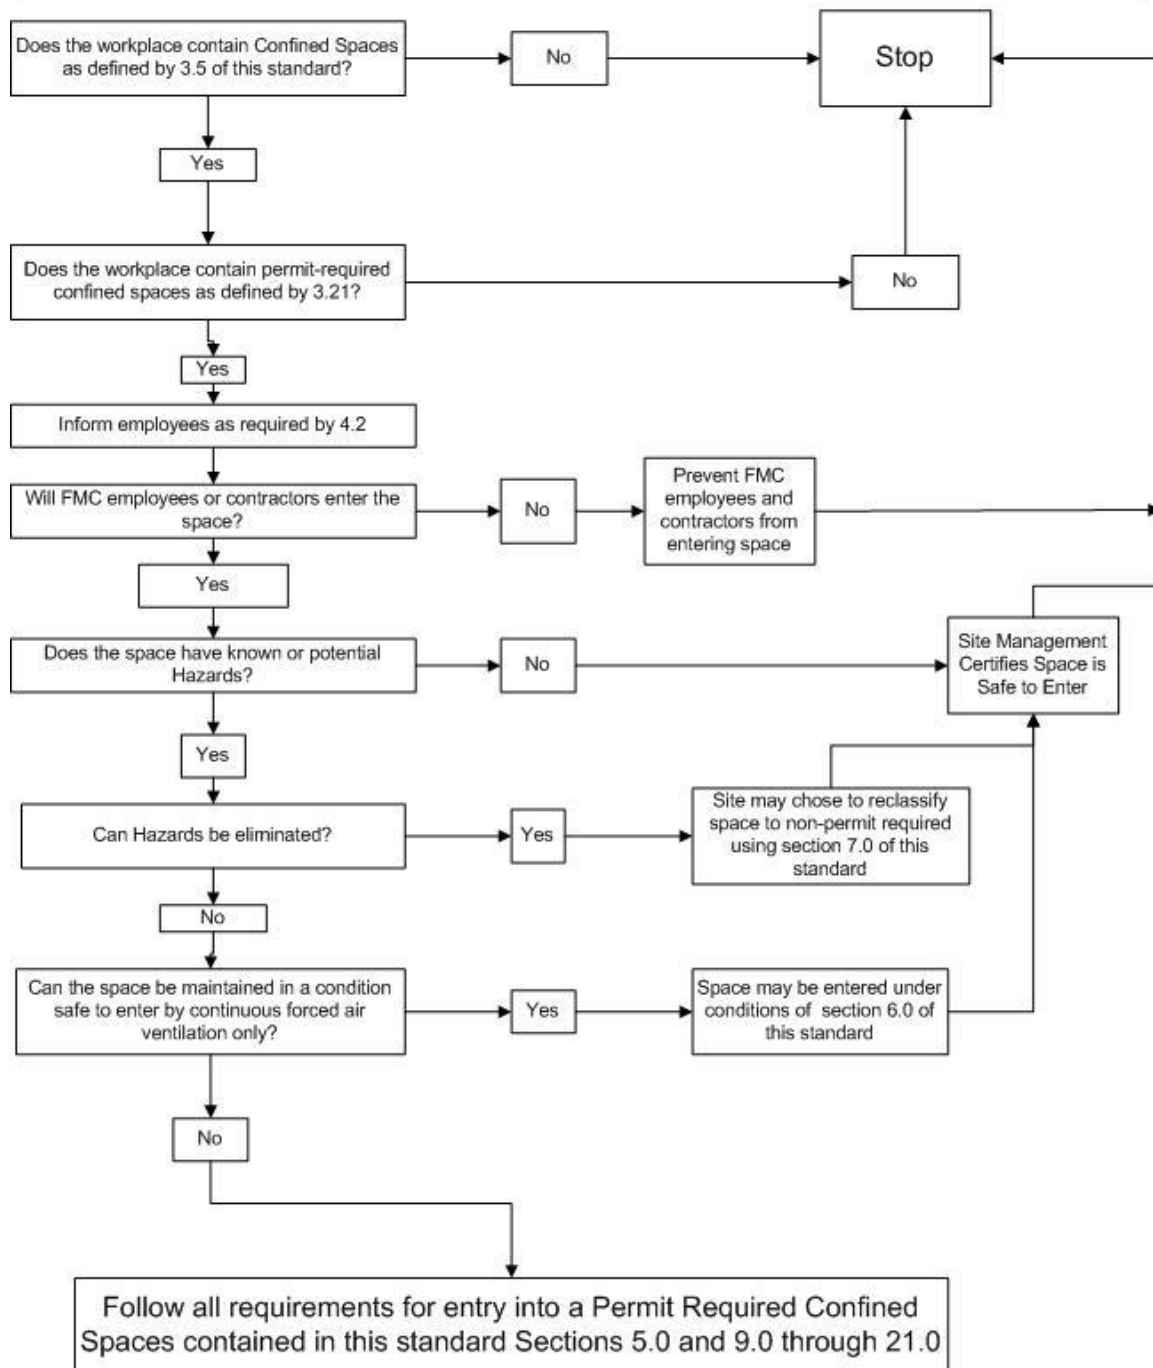 Does the workplace contain Confined Spaces
as defined by 3.5 of this standard?
No
Stop
Yes
Does the workplace contain permit-required
confined spaces as defined by 3.21?
No
Yes
Inform employees as required by 4.2
Will FMC employees or contractors enter the
space?
No
Prevent FMC
employees and
contractors from
entering space
Yes
Does the space have known or potential
Hazards?
No
Site Management
Certifies Space is
Safe to Enter
Yes
Can Hazards be eliminated?
Yes
Site may chose to reclassify
space to non-permit required
using section 7.0 of this
standard
No
Can the space be maintained in a condition
safe to enter by continuous forced air
ventilation only?
Yes
Space may be entered under
conditions of section 6.0 of
this standard
No
Follow all requirements for entry into a Permit Required Confined
Spaces contained in this standard Sections 5.0 and 9.0 through 21.0